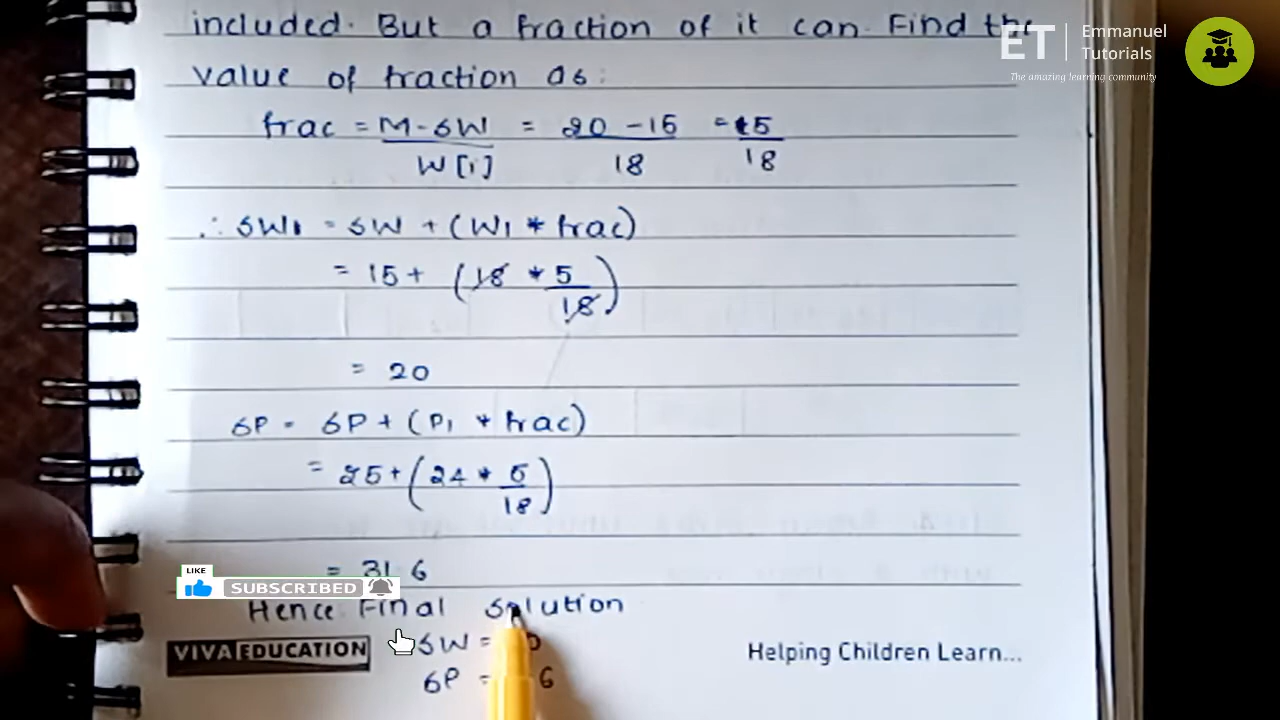 included. But a fraction of it can. Find the
value of fraction as:
frac = M - SW / W[i] = 20 - 15 / 18 = 5 / 18
∴ SW1 = SW + (W1 * frac)
= 15 + (18 * 5 / 18)
= 20
SP = SP + (P1 * frac)
= 25 + (24 * 5 / 18)
= 31.6
Hence Final Solution
SW =
SP = 6
ET Emmanuel
Tutorials
The amazing learning community
LIKE
SUBSCRIBED
VIVA EDUCATION
Helping Children Learn...